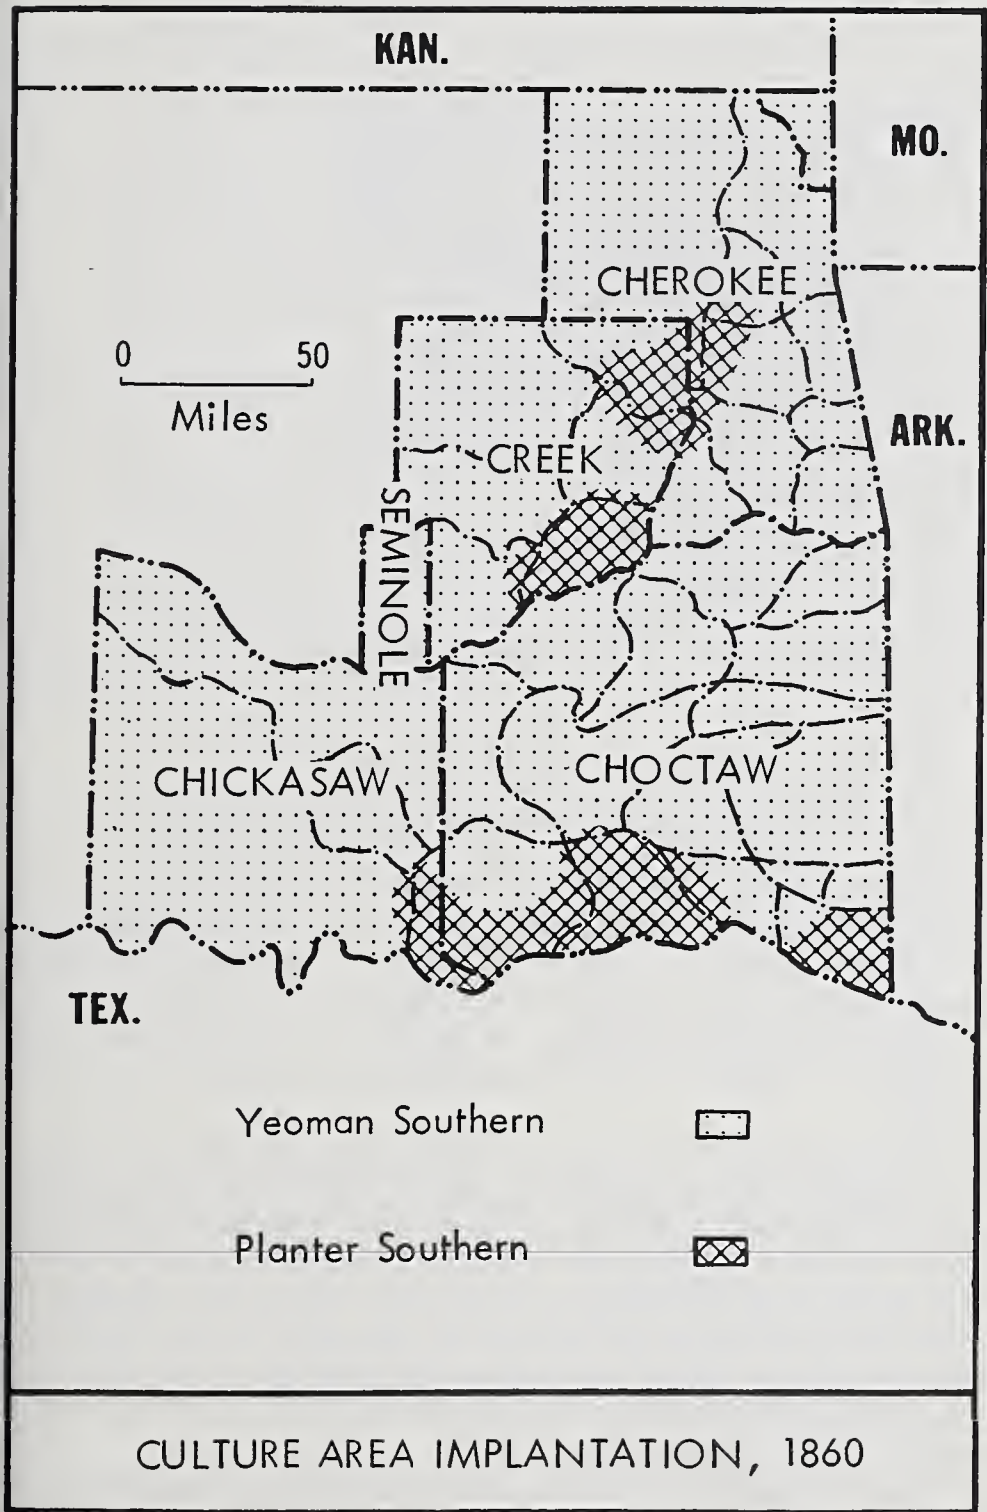 KAN.
MO.
CHEROKEE
0 50
Miles
ARK.
CREEK
SEMINOLE
CHICKASAW
CHOCTAW
TEX.
Yeoman Southern
Planter Southern
CULTURE AREA IMPLANTATION, 1860